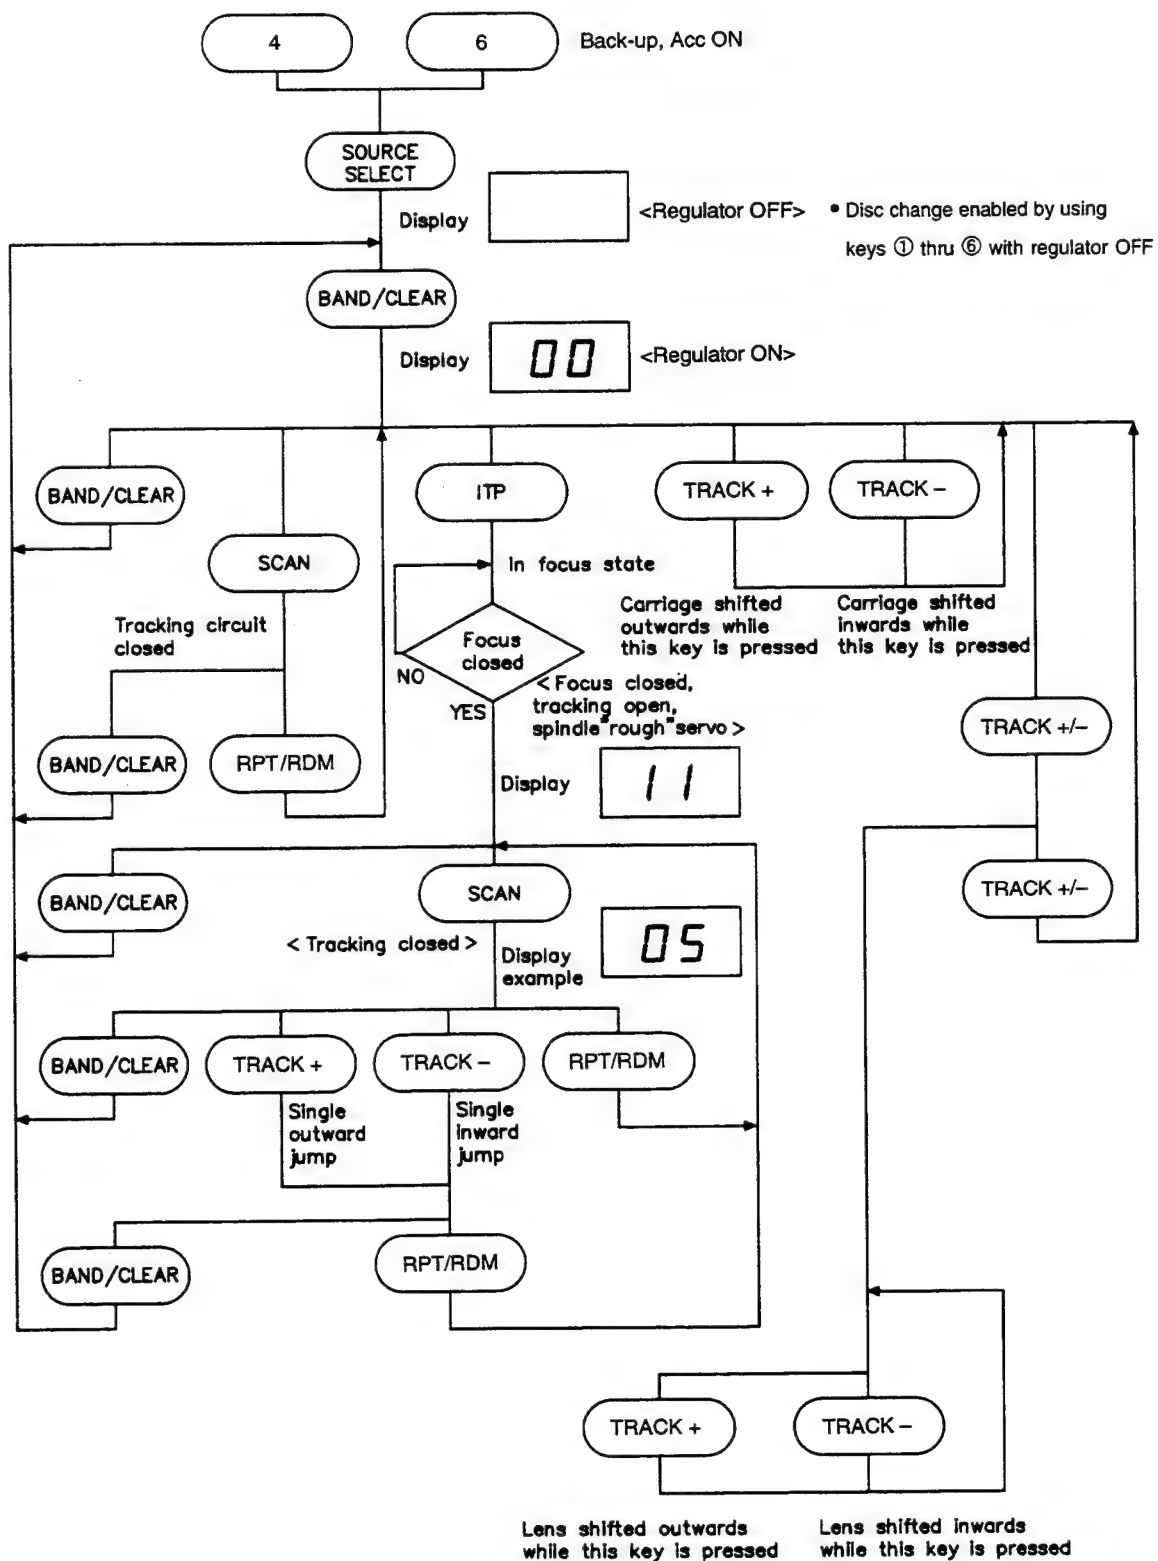 4
6
Back-up, Acc ON
SOURCE
SELECT
Display
<Regulator OFF>
• Disc change enabled by using
keys ① thru ⑥ with regulator OFF
BAND/CLEAR
Display
00
<Regulator ON>
BAND/CLEAR
ITP
TRACK +
TRACK –
SCAN
In focus state
Carriage shifted
outwards while
this key is pressed
Carriage shifted
inwards while
this key is pressed
Tracking circuit
closed
Focus
closed
NO
YES
< Focus closed,
tracking open,
spindle "rough" servo >
TRACK +/–
BAND/CLEAR
RPT/RDM
Display
11
BAND/CLEAR
SCAN
TRACK +/–
< Tracking closed >
Display
example
05
BAND/CLEAR
TRACK +
TRACK –
RPT/RDM
Single
outward
jump
Single
inward
jump
BAND/CLEAR
RPT/RDM
TRACK +
TRACK –
Lens shifted outwards
while this key is pressed
Lens shifted inwards
while this key is pressed